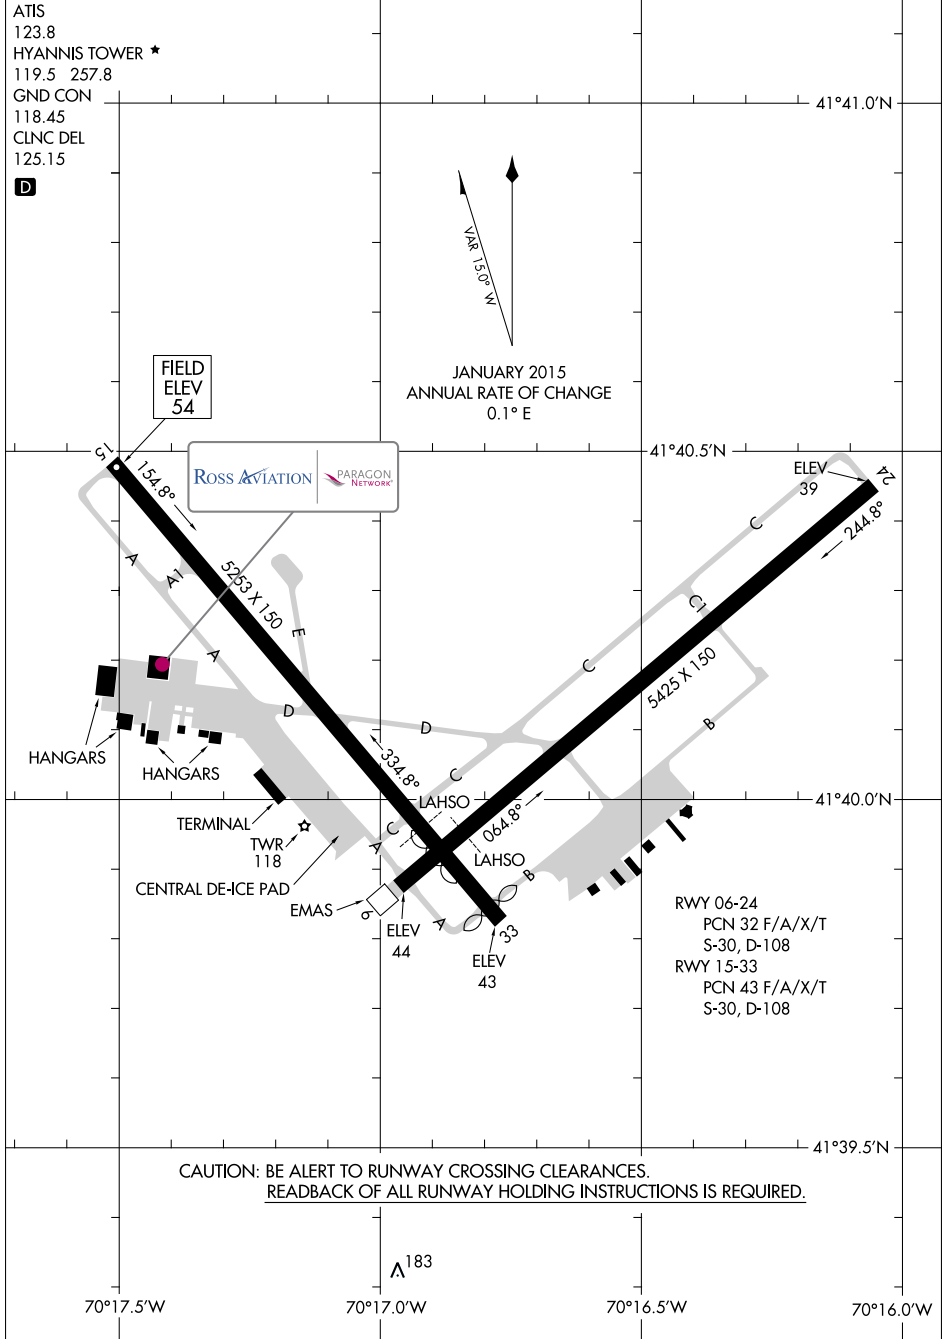 ATIS
123.8
HYANNIS TOWER
119.5 257.8
GND CON
118.45
CLNC DEL
125.15
D
41°41.0'N
VAR 15.0° W
JANUARY 2015
ANNUAL RATE OF CHANGE
0.1° E
FIELD
ELEV
54
15
154.8°
ROSS AVIATION
PARAGON
NETWORK
41°40.5'N
ELEV
39
24
244.8°
C
A
A1
5253 X 150
E
A
C1
C
5425 X 150
D
D
B
HANGARS
HANGARS
334.8°
C
41°40.0'N
LAHSO
064.8°
TERMINAL
C
TWR
118
A
LAHSO
CENTRAL DE-ICE PAD
B
EMAS
6
ELEV
44
A
33
ELEV
43
RWY 06-24
PCN 32 F/A/X/T
S-30, D-108
RWY 15-33
PCN 43 F/A/X/T
S-30, D-108
41°39.5'N
CAUTION: BE ALERT TO RUNWAY CROSSING CLEARANCES.
READBACK OF ALL RUNWAY HOLDING INSTRUCTIONS IS REQUIRED.
183
70°17.5'W
70°17.0'W
70°16.5'W
70°16.0'W